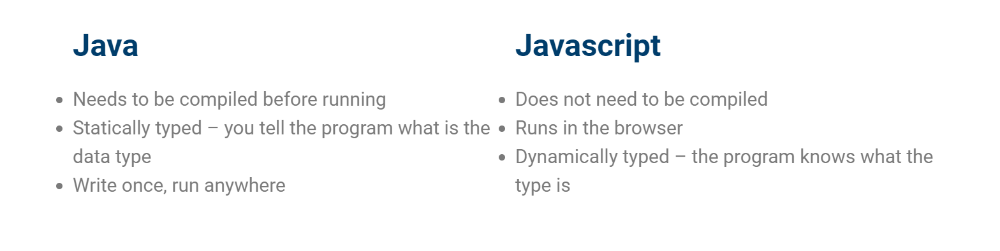 Java
Needs to be compiled before running
Statically typed – you tell the program what is the
data type
Write once, run anywhere
Javascript
Does not need to be compiled
Runs in the browser
Dynamically typed – the program knows what the
type is